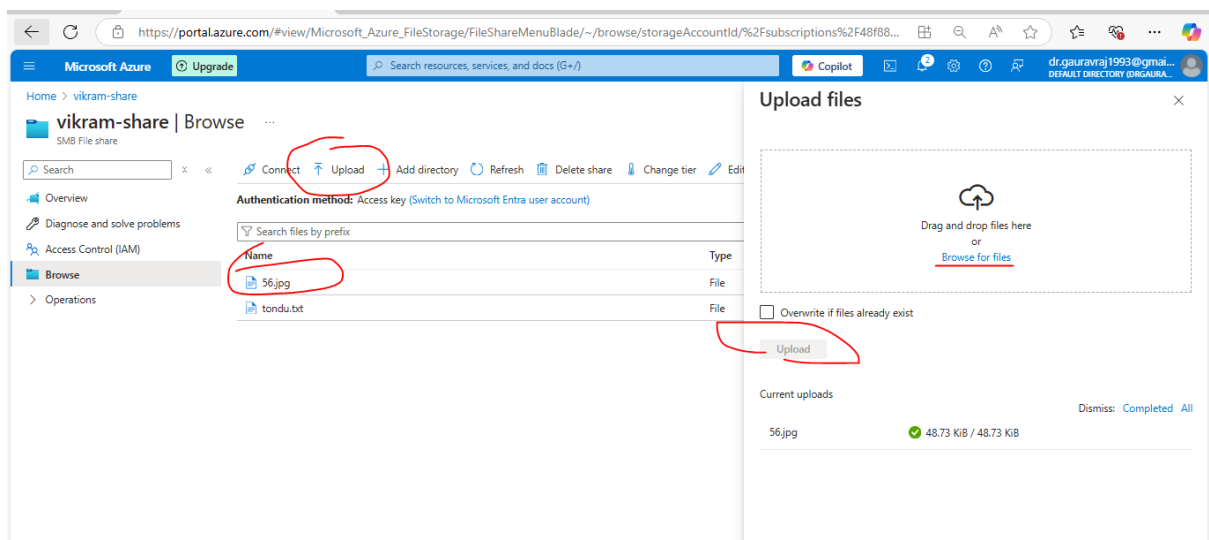 https://portal.azure.com/#view/Microsoft_Azure_FileStorage/FileShareMenuBlade/~/browse/storageAccountId/%2Fsubscriptions%2F48f88...
Microsoft Azure
Upgrade
Search resources, services, and docs (G+/)
Copilot
2
dr.gauravraj1993@gmai...
DEFAULT DIRECTORY (DRGAURA...
Home > vikram-share
vikram-share | Browse ...
SMB File share
Search
Overview
Diagnose and solve problems
Access Control (IAM)
Browse
Operations
Connect Upload Add directory Refresh Delete share Change tier Edit
Authentication method: Access key (Switch to Microsoft Entra user account)
Search files by prefix
Name Type
56.jpg File
tondu.txt File
Upload files
Drag and drop files here
or
Browse for files
Overwrite if files already exist
Upload
Current uploads
Dismiss: Completed All
56.jpg 48.73 KiB / 48.73 KiB